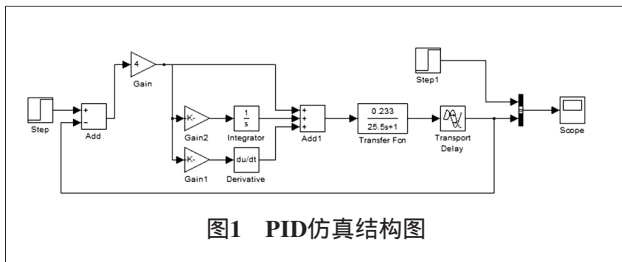 4
Gain
Step1
Step
+
−
Add
K-
Gain2
1
s
Integrator
+
+
+
Add1
0.233
25.5s+1
Transfer Fcn
Transport
Delay
Scope
K-
Gain1
du/dt
Derivative
图1 PID仿真结构图